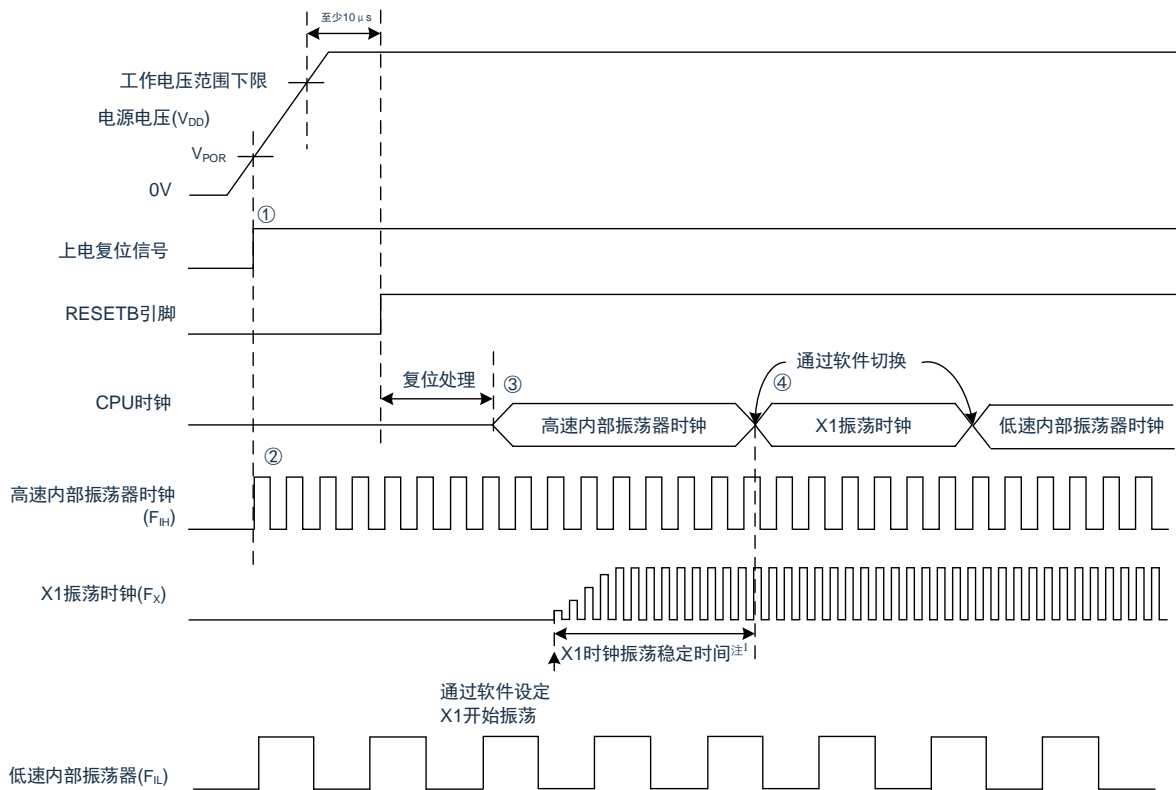 至少10μs
工作电压范围下限
电源电压(VDD)
VPOR
0V
①
上电复位信号
RESETB引脚
复位处理
③
通过软件切换
④
CPU时钟
高速内部振荡器时钟
X1振荡时钟
低速内部振荡器时钟
②
高速内部振荡器时钟
(FIH)
X1振荡时钟(FX)
X1时钟振荡稳定时间注1
通过软件设定
X1开始振荡
低速内部振荡器(FIL)